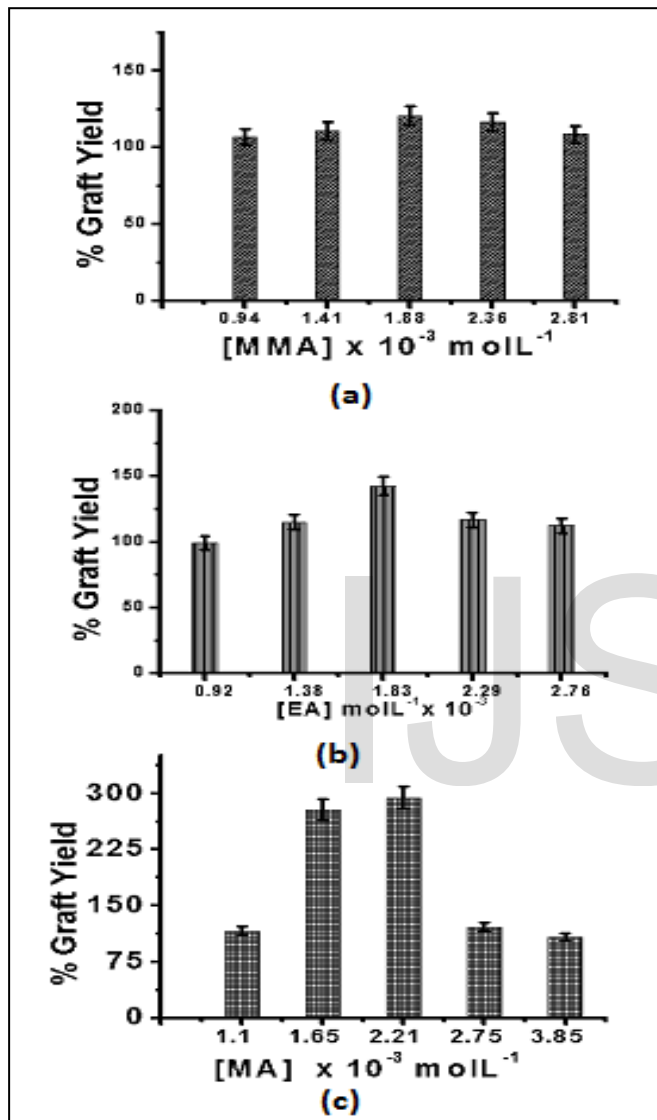 % Graft Yield
150
100
50
0
0.94 1.41 1.88 2.36 2.81
[MMA] x 10⁻³ molL⁻¹
(a)
% Graft Yield
200
150
100
50
0
0.92 1.38 1.83 2.29 2.76
[EA] molL⁻¹ x 10⁻³
(b)
% Graft Yield
300
225
150
75
0
1.1 1.65 2.21 2.75 3.85
[MA] x 10⁻³ molL⁻¹
(c)
IJS